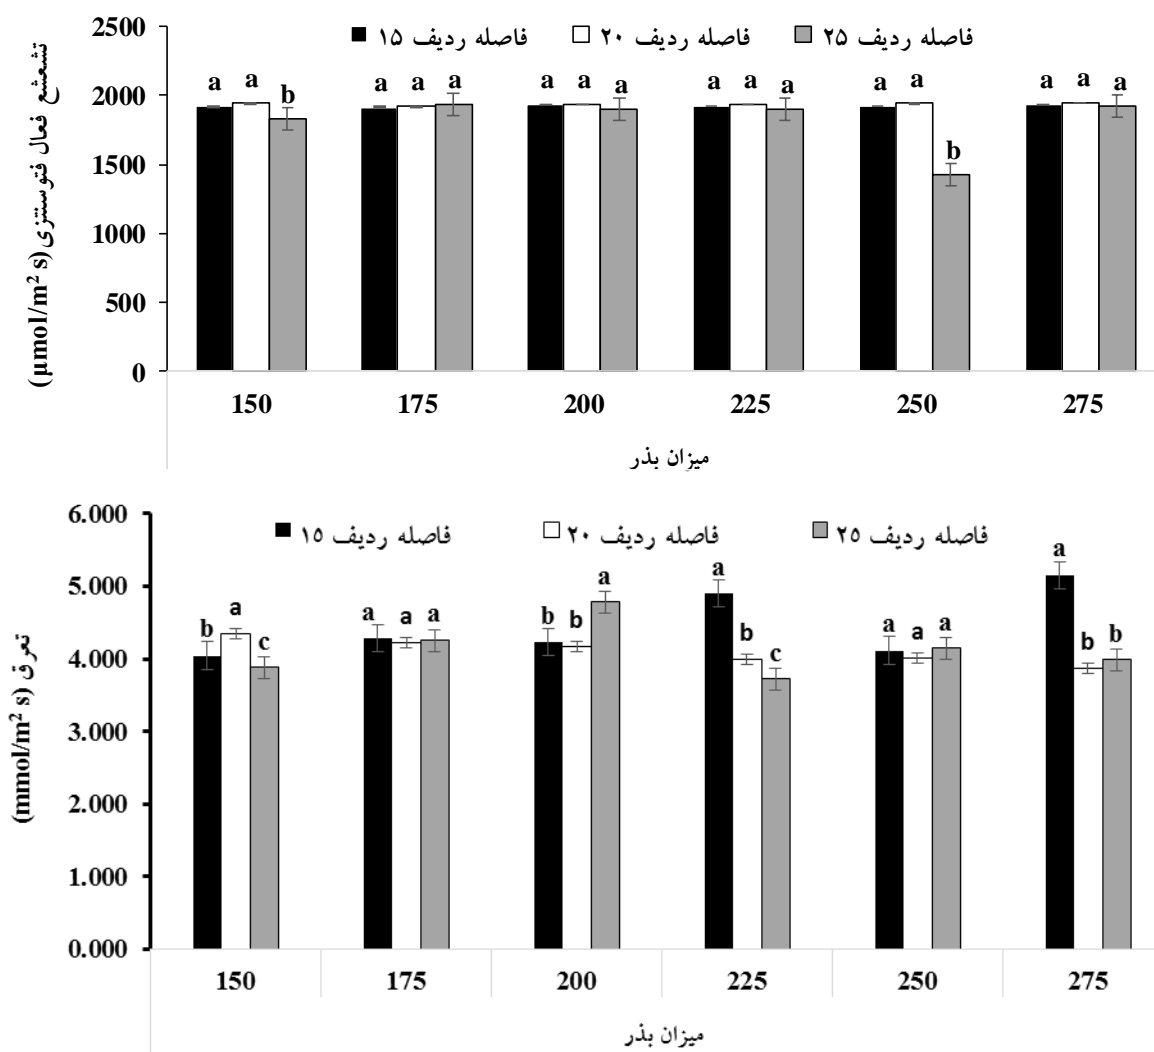 تشعشع فعال فتوسنتزی (µmol/m² s))
2500
2000
1500
1000
500
0
فاصله ردیف ۱۵ فاصله ردیف ۲۰ فاصله ردیف ۲۵
a a b a a a a a a a a a a a b a a a
150 175 200 225 250 275
میزان بذر
تعرق (mmol/m² s)
6.000
5.000
4.000
3.000
2.000
1.000
0.000
فاصله ردیف ۱۵ فاصله ردیف ۲۰ فاصله ردیف ۲۵
b a c a a a b b a a b c a a a a b b
150 175 200 225 250 275
میزان بذر